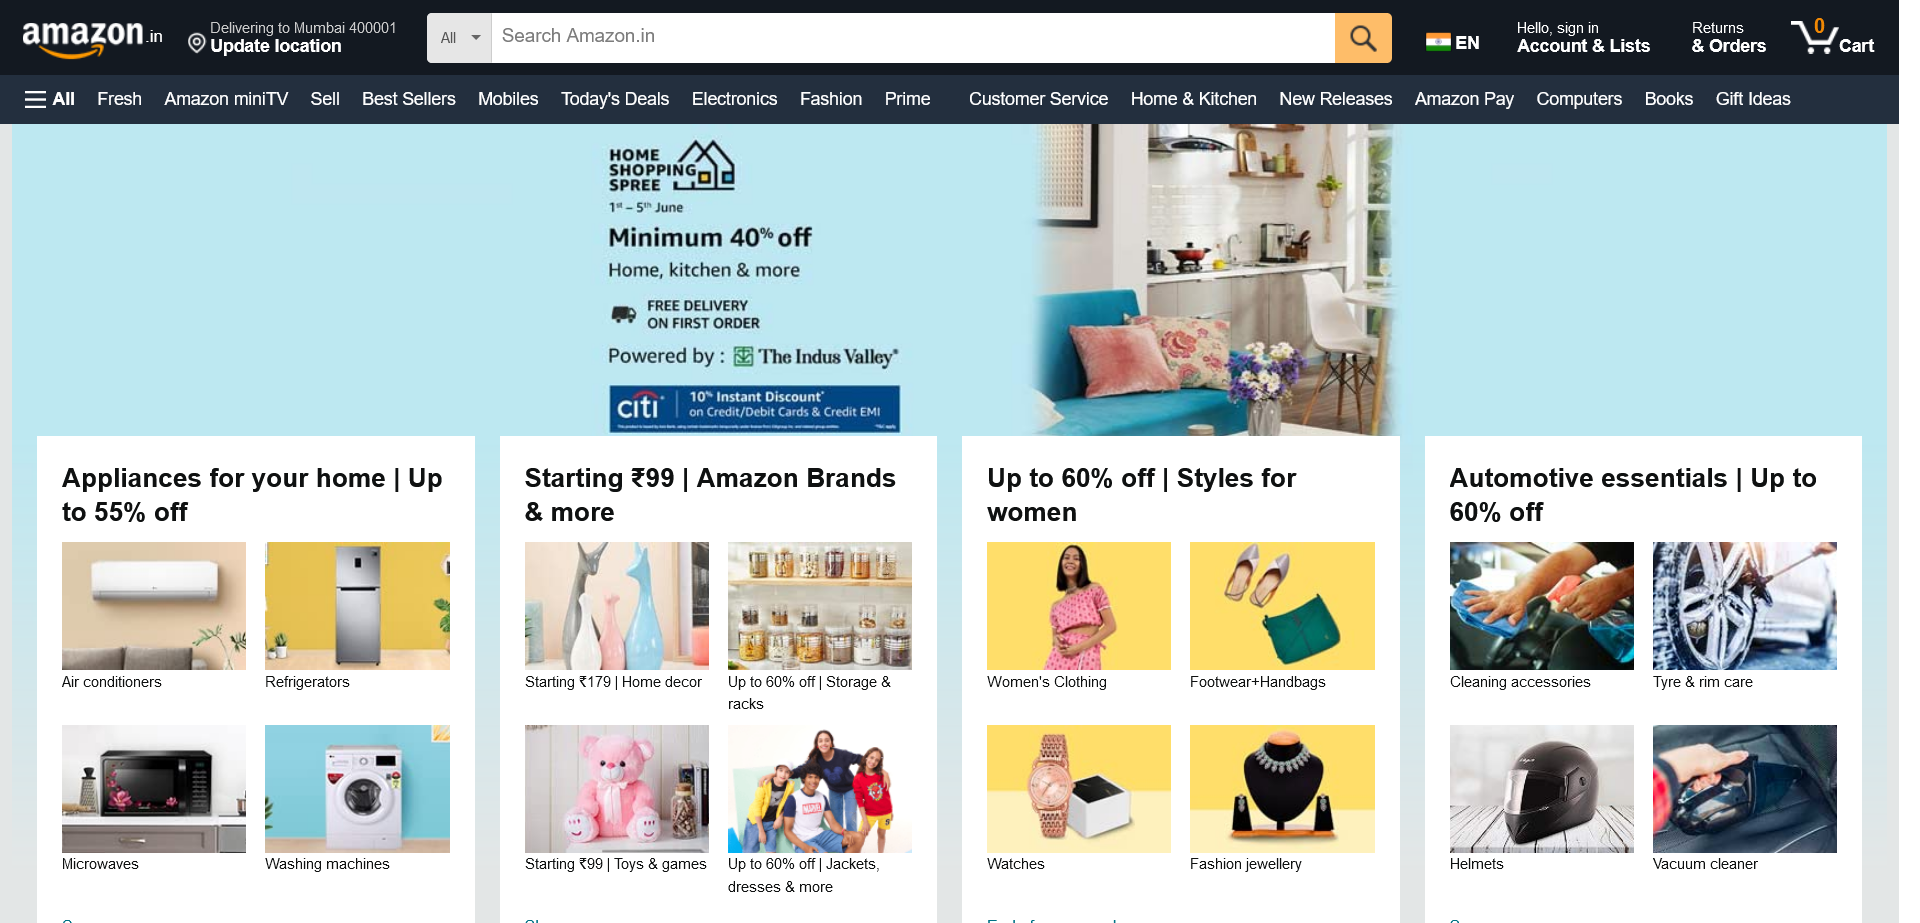 amazon.in
Delivering to Mumbai 400001
Update location
All
Search Amazon.in
EN
Hello, sign in
Account & Lists
Returns
& Orders
0
Cart
All
Fresh
Amazon miniTV
Sell
Best Sellers
Mobiles
Today's Deals
Electronics
Fashion
Prime
Customer Service
Home & Kitchen
New Releases
Amazon Pay
Computers
Books
Gift Ideas
HOME
SHOPPING
SPREE
1st – 5th June
Minimum 40% off
Home, kitchen & more
FREE DELIVERY
ON FIRST ORDER
Powered by : The Indus Valley®
citi
10% Instant Discount*
on Credit/Debit Cards & Credit EMI
Appliances for your home | Up
to 55% off
Air conditioners
Refrigerators
Microwaves
Washing machines
Starting ₹99 | Amazon Brands
& more
Starting ₹179 | Home decor
Up to 60% off | Storage &
racks
Starting ₹99 | Toys & games
MARVEL
Up to 60% off | Jackets,
dresses & more
Up to 60% off | Styles for
women
Women's Clothing
Footwear+Handbags
Watches
Fashion jewellery
Automotive essentials | Up to
60% off
Cleaning accessories
Tyre & rim care
Helmets
Vacuum cleaner